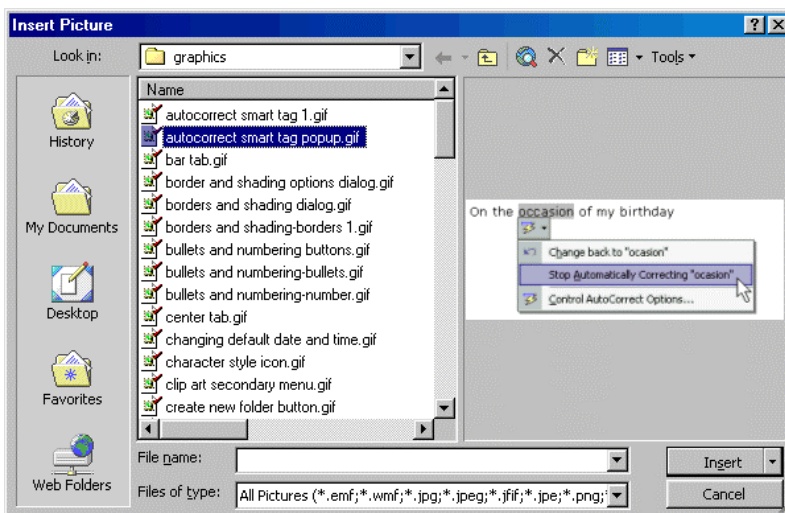 Insert Picture
Look in: graphics Tools
Name
autocorrect smart tag 1.gif
autocorrect smart tag popup.gif
bar tab.gif
border and shading options dialog.gif
borders and shading dialog.gif
borders and shading-borders 1.gif
bullets and numbering buttons.gif
bullets and numbering-bullets.gif
bullets and numbering-number.gif
center tab.gif
changing default date and time.gif
character style icon.gif
clip art secondary menu.gif
create new folder button.gif
History
My Documents
Desktop
Favorites
Web Folders
On the occasion of my birthday
Change back to "ocasion"
Stop Automatically Correcting "ocasion"
Control AutoCorrect Options...
File name:
Insert
Files of type: All Pictures (*.emf;*.wmf;*.jpg;*.jpeg;*.jfif;*.jpe;*.png;*
Cancel